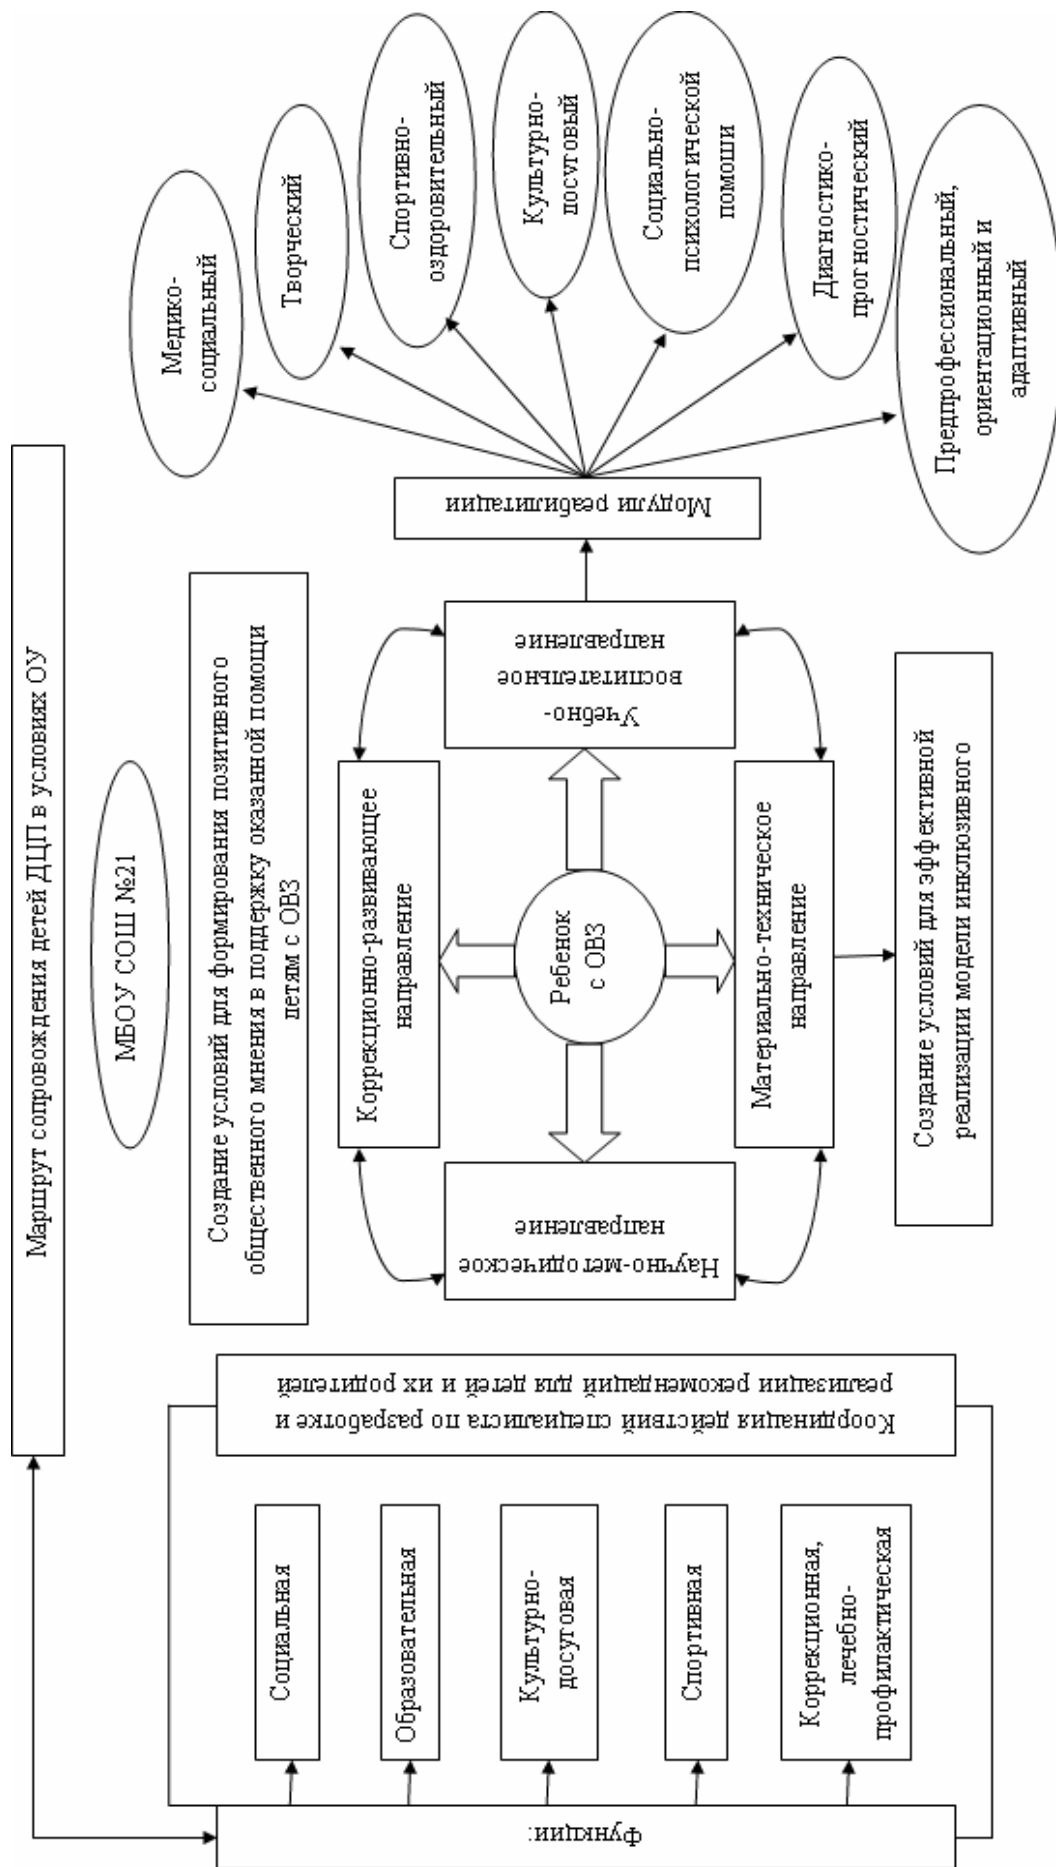 Маршрут сопровождения детей ДЦП в условиях ОУ
МБОУ СОШ №21
Создание условий для формирования позитивного
общественного мнения в поддержку оказанной помощи
детям с ОВЗ
Функции:
Социальная
Образовательная
Культурно-
досуговая
Спортивная
Коррекционная,
лечебно-
профилактическая
Координация действий специалиста по разработке и
реализации рекомендаций для детей и их родителей
Научно-методическое
направление
Коррекционно-развивающее
направление
Ребенок
с ОВЗ
Материально-техническое
направление
Учебно-
воспитательное
направление
Создание условий для эффективной
реализации модели инклюзивного
Модули реабилитации
Медико-
социальный
Творческий
Спортивно-
оздоровительный
Культурно-
досуговый
Социально-
психологической
помощи
Диагностико-
прогностический
Предпрофессиональный,
ориентационный и
адаптивный